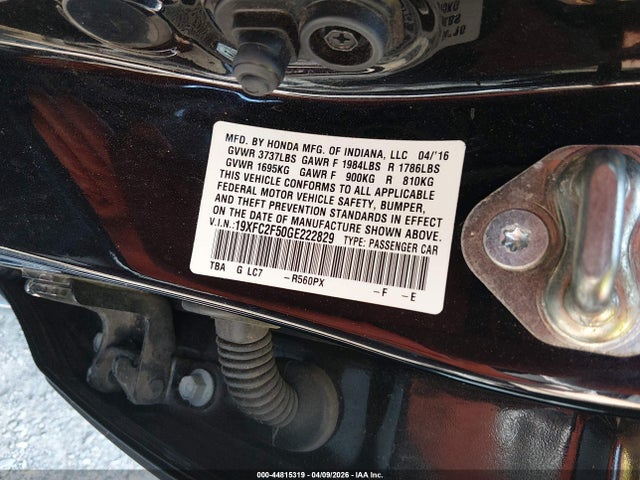 MFD. BY HONDA MFG. OF INDIANA, LLC 04/'16
GVWR 3737LBS GAWR F 1984LBS R 1786LBS
GVWR 1695KG GAWR F 900KG R 810KG
THIS VEHICLE CONFORMS TO ALL APPLICABLE
FEDERAL MOTOR VEHICLE SAFETY, BUMPER,
AND THEFT PREVENTION STANDARDS IN EFFECT
ON THE DATE OF MANUFACTURE SHOWN ABOVE.
V.I.N.:19XFC2F50GE222829 TYPE: PASSENGER CAR
TBA G LC7 -R560PX -F -E
000-44815319 | 04/09/2026 | IAA Inc.